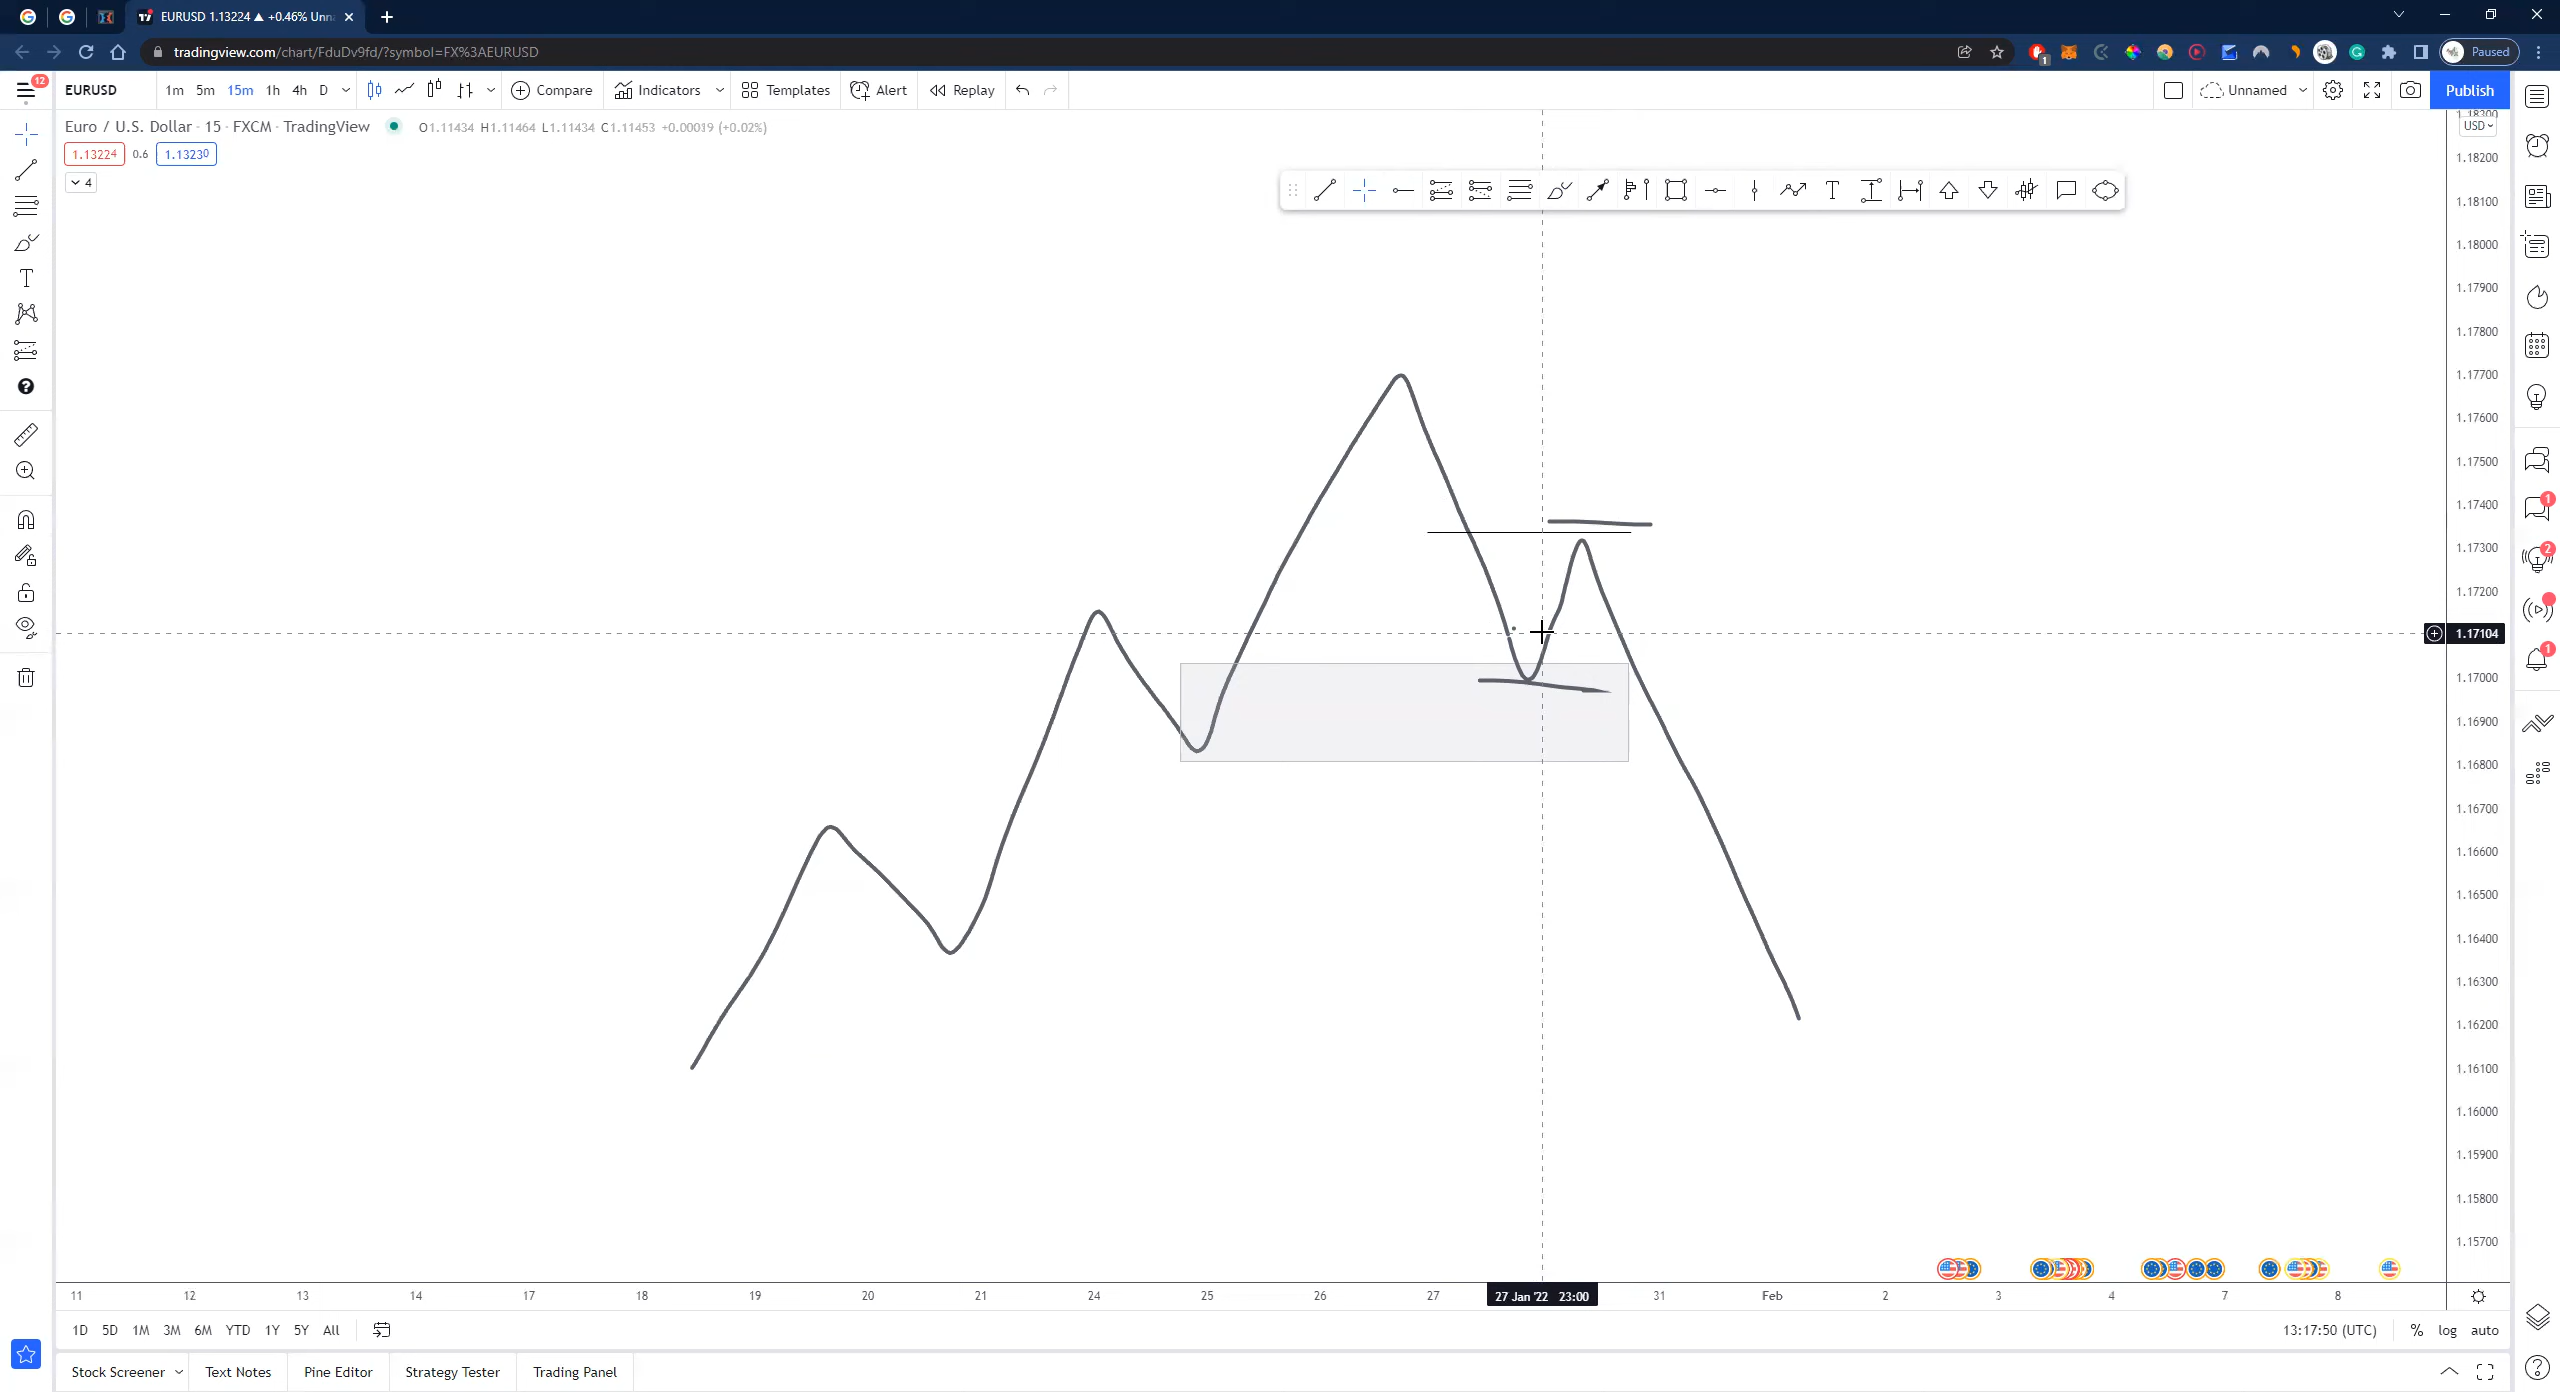 EURUSD 1.13224 ▲ +0.46% Unn
tradingview.com/chart/FduDv9fd/?symbol=FX%3AEURUSD
1
Paused
12
EURUSD
1m 5m 15m 1h 4h D
Compare
Indicators
Templates
Alert
Replay
Unnamed
Publish
Euro / U.S. Dollar · 15 · FXCM · TradingView
O1.11434 H1.11464 L1.11434 C1.11453 +0.00019 (+0.02%)
1.13224 0.6 1.13230
4
T
T
1.18300
USD
1.18200
1.18100
1.18000
1.17900
1.17800
1.17700
1.17600
1.17500
1.17400
1.17300
1.17200
1.17104
1.17000
1.16900
1.16800
1.16700
1.16600
1.16500
1.16400
1.16300
1.16200
1.16100
1.16000
1.15900
1.15800
1.15700
1
2
1
11 12 13 14 17 18 19 20 21 24 25 26 27 27 Jan '22 23:00 31 Feb 2 3 4 7 8
1D 5D 1M 3M 6M YTD 1Y 5Y All
13:17:50 (UTC) % log auto
Stock Screener Text Notes Pine Editor Strategy Tester Trading Panel